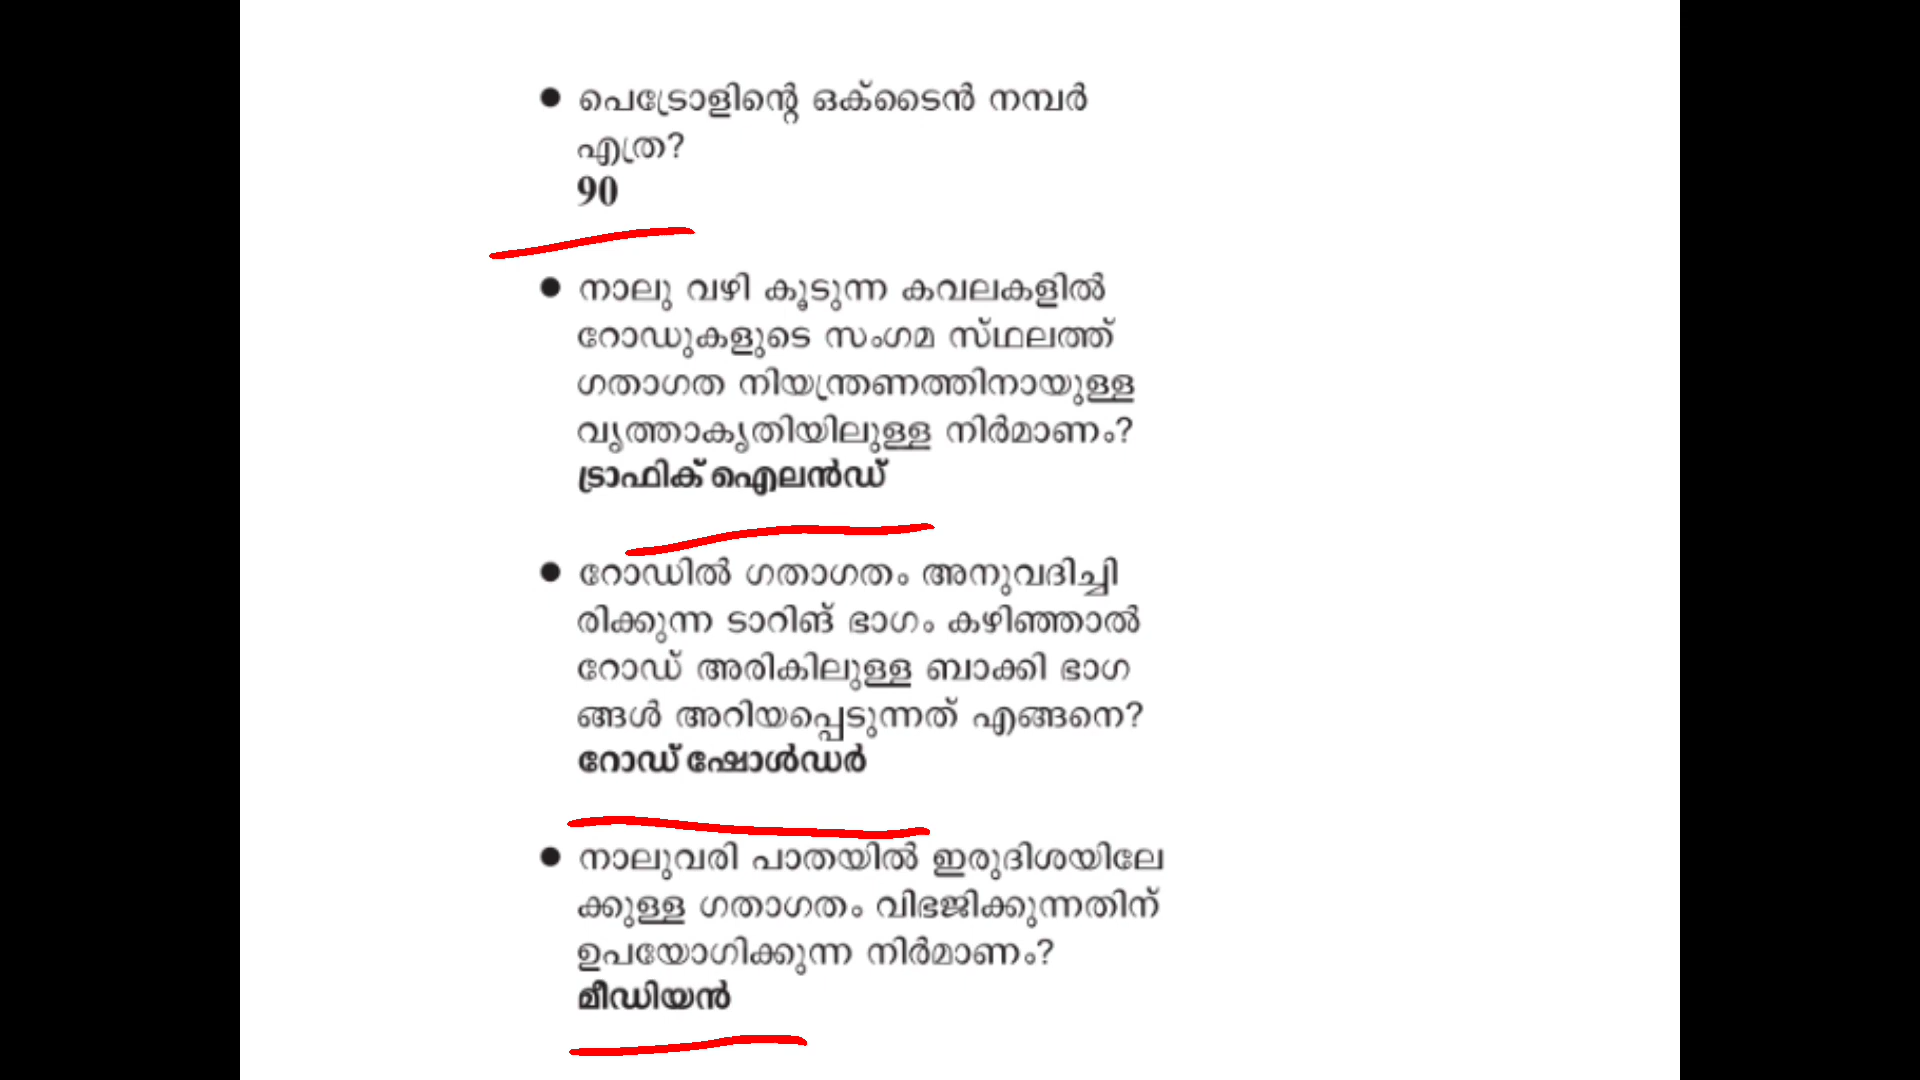 ● പെട്രോളിന്റെ ഒക്ടൈൻ നമ്പർ
എത്ര?
90
● നാലു വഴി കൂടുന്ന കവലകളിൽ
റോഡുകളുടെ സംഗമ സ്ഥലത്ത്
ഗതാഗത നിയന്ത്രണത്തിനായുള്ള
വൃത്താകൃതിയിലുള്ള നിർമാണം?
ട്രാഫിക് ഐലൻഡ്
● റോഡിൽ ഗതാഗതം അനുവദിച്ചി
രിക്കുന്ന ടാറിങ് ഭാഗം കഴിഞ്ഞാൽ
റോഡ് അരികിലുള്ള ബാക്കി ഭാഗ
ങ്ങൾ അറിയപ്പെടുന്നത് എങ്ങനെ?
റോഡ് ഷോൾഡർ
● നാലുവരി പാതയിൽ ഇരുദിശയിലേ
ക്കുള്ള ഗതാഗതം വിഭജിക്കുന്നതിന്
ഉപയോഗിക്കുന്ന നിർമാണം?
മീഡിയൻ